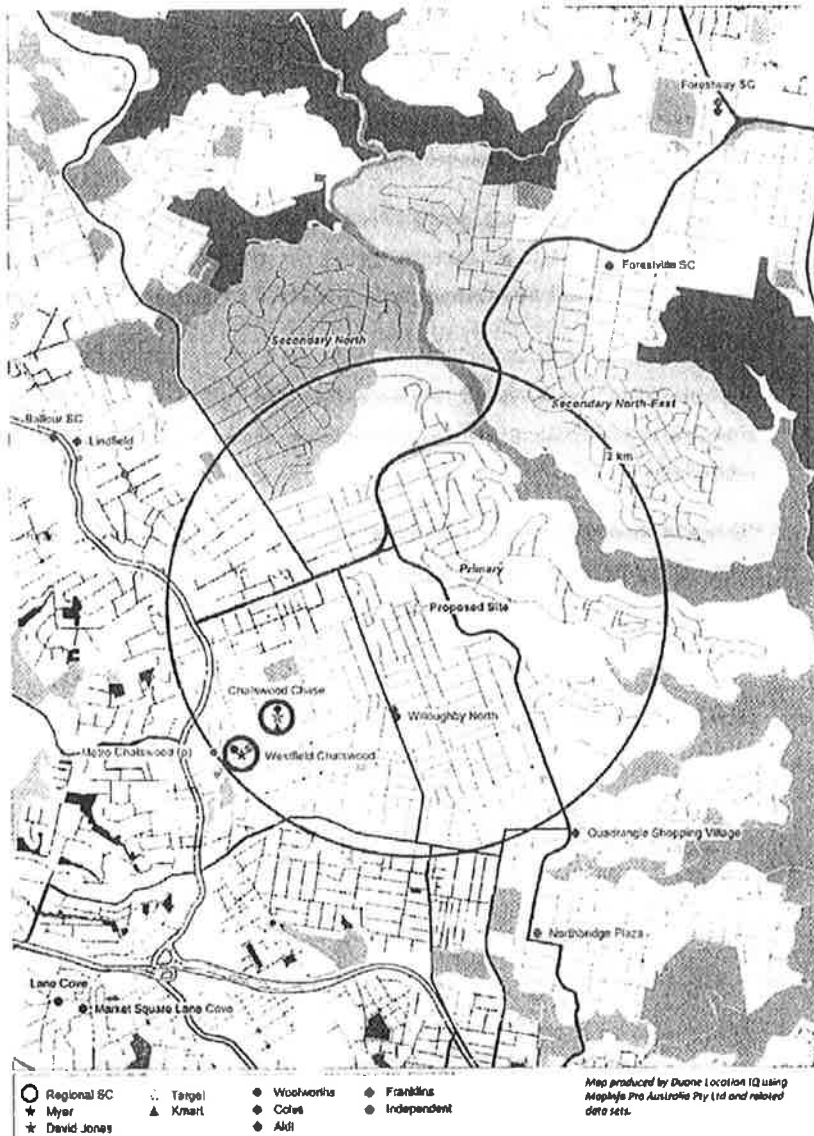 Forestway SC
Forestville SC
Secondary North
Secondary North-East
2 km
Balfour SC
Lindfield
Primary
Proposed Site
Chatswood Chase
Willoughby North
Metro Chatswood (p)
Westfield Chatswood
Quadrangle Shopping Village
Northbridge Plaza
Lane Cove
Market Square Lane Cove
Regional SC
Myer
David Jones
Target
Kmart
Woolworths
Coles
Aldi
Franklins
Independent
Map produced by Duane Location IQ using
MapInfo Pro Australia Pty Ltd and related
data sets.